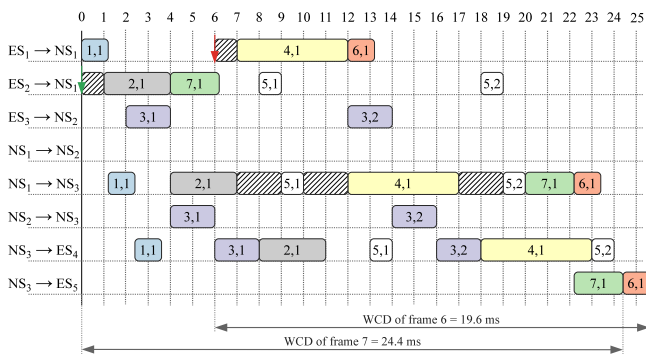 0 1 2 3 4 5 6 7 8 9 10 11 12 13 14 15 16 17 18 19 20 21 22 23 24 25
ES1 → NS1 1,1 4,1 6,1
ES2 → NS1 2,1 7,1 5,1 5,2
ES3 → NS2 3,1 3,2
NS1 → NS2
NS1 → NS3 1,1 2,1 5,1 4,1 5,2 7,1 6,1
NS2 → NS3 3,1 3,2
NS3 → ES4 1,1 3,1 2,1 5,1 3,2 4,1 5,2
NS3 → ES5 7,1 6,1
WCD of frame 6 = 19.6 ms
WCD of frame 7 = 24.4 ms